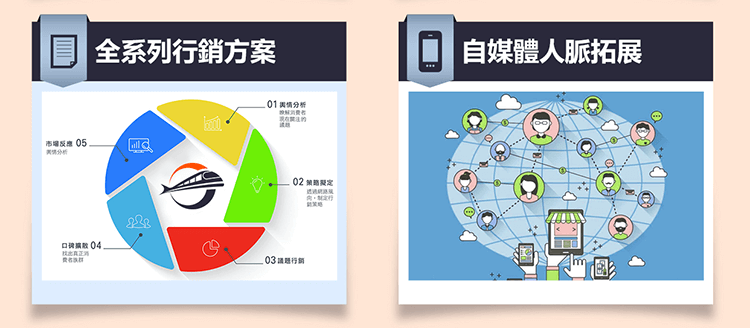 全系列行銷方案
自媒體人脈拓展
01 輿情分析
瞭解消費者
現在關注的
議題
市場反應 05
輿情分析
02 策略擬定
透過網路風
向，制定行
銷策略
口碑擴散 04
找出真正消
費者族群
03 議題行銷